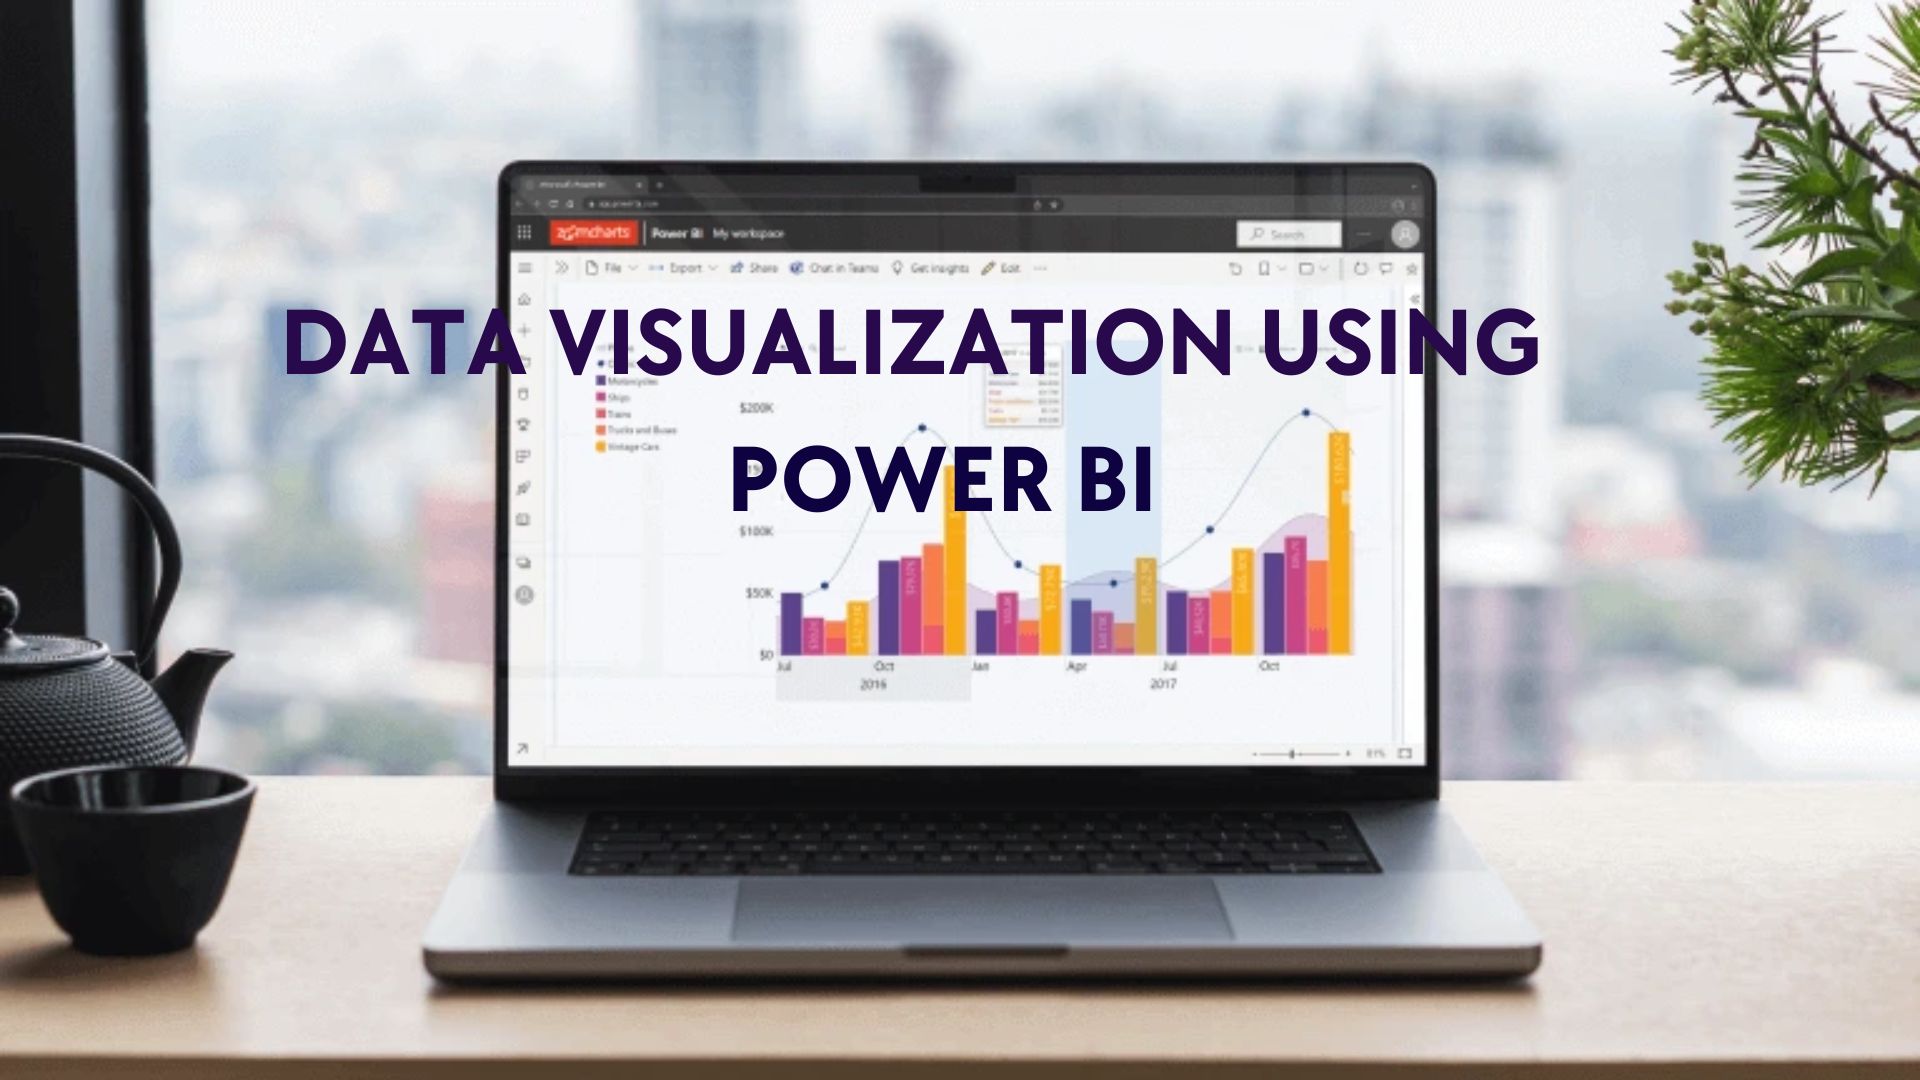 zoomcharts Power BI My workspace Search
File Export Share Chat in Teams Get insights Edit
DATA VISUALIZATION USING
POWER BI
Motorcycles
Ships
Trains
Trucks and Buses
Vintage Cars
$200K
$100K
$50K
$0
Jul Oct Jan Apr Jul Oct
2016 2017